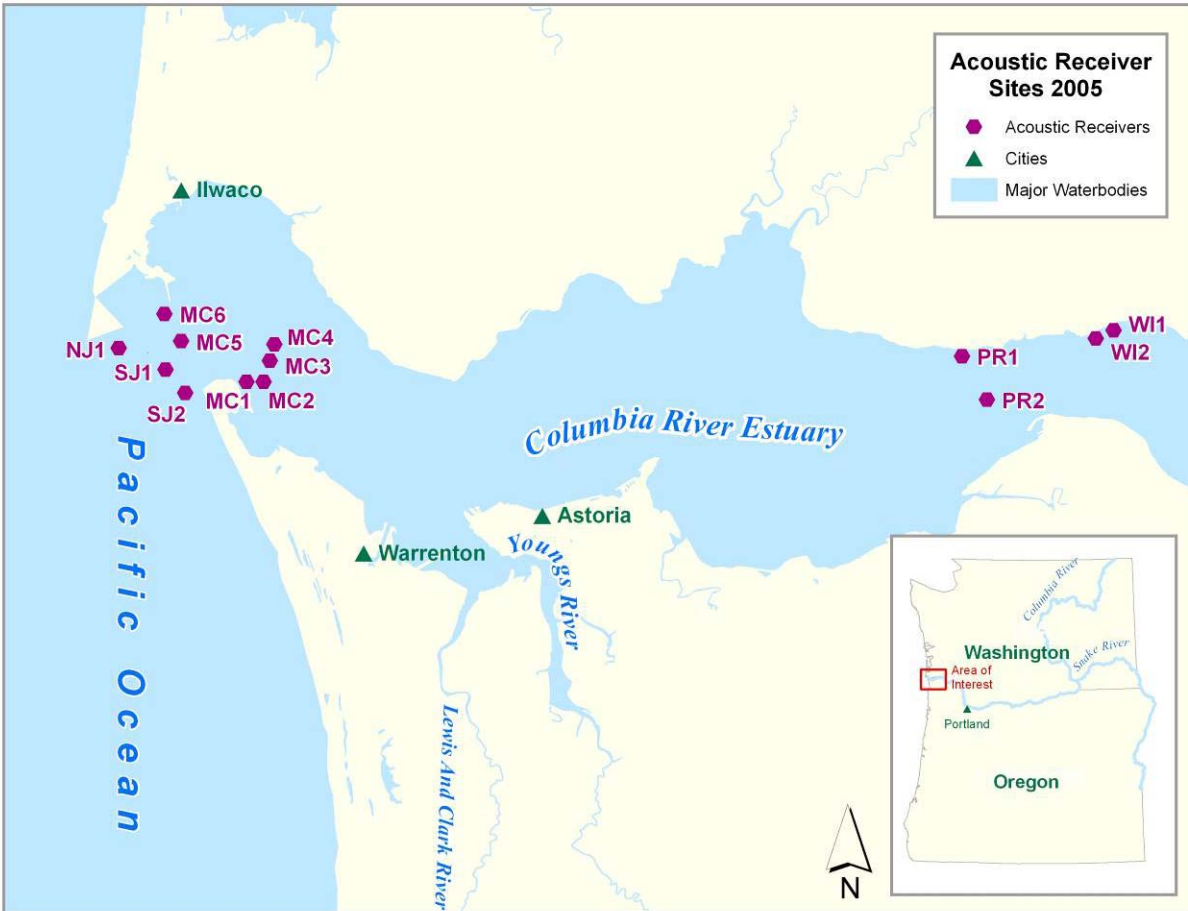 Acoustic Receiver
Sites 2005
Acoustic Receivers
Cities
Major Waterbodies
Ilwaco
MC6
MC5
MC4
MC3
NJ1
SJ1
SJ2
MC1
MC2
WI1
WI2
PR1
PR2
Columbia River Estuary
Pacific Ocean
Astoria
Warrenton
Youngs River
Lewis And Clark River
N
Columbia River
Washington
Snake River
Area of
Interest
Portland
Oregon